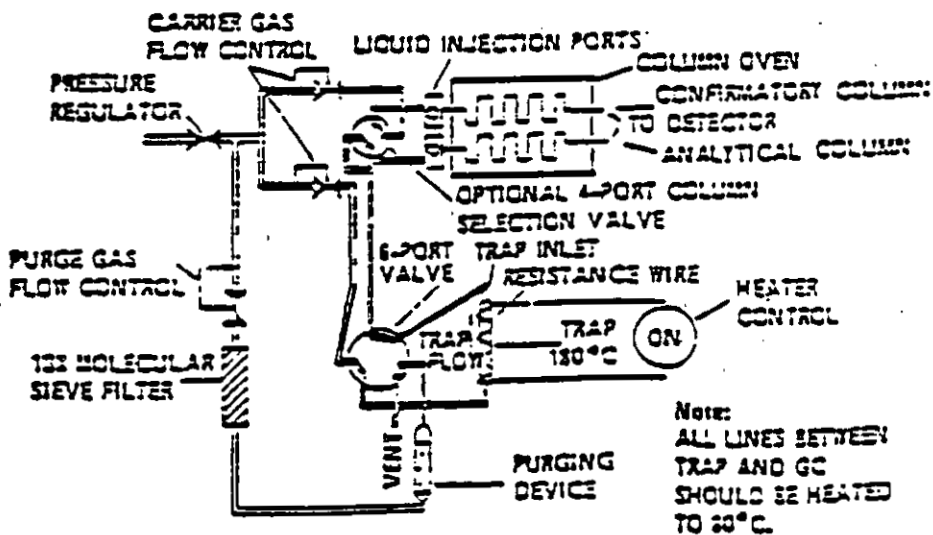 CARRIER GAS
FLOW CONTROL
LIQUID INJECTION PORTS
COLUMN OVEN
PRESSURE
REGULATOR
CONFIRMATORY COLUMN
TO DETECTOR
ANALYTICAL COLUMN
OPTIONAL 4-PORT COLUMN
SELECTION VALVE
6-PORT
VALVE
TRAP INLET
RESISTANCE WIRE
PURGE GAS
FLOW CONTROL
HEATER
CONTROL
TRAP
FLOW
TRAP
180°C
ON
MOLECULAR
SIEVE FILTER
VENT
PURGING
DEVICE
Note:
ALL LINES BETWEEN
TRAP AND GC
SHOULD BE HEATED
TO °C.